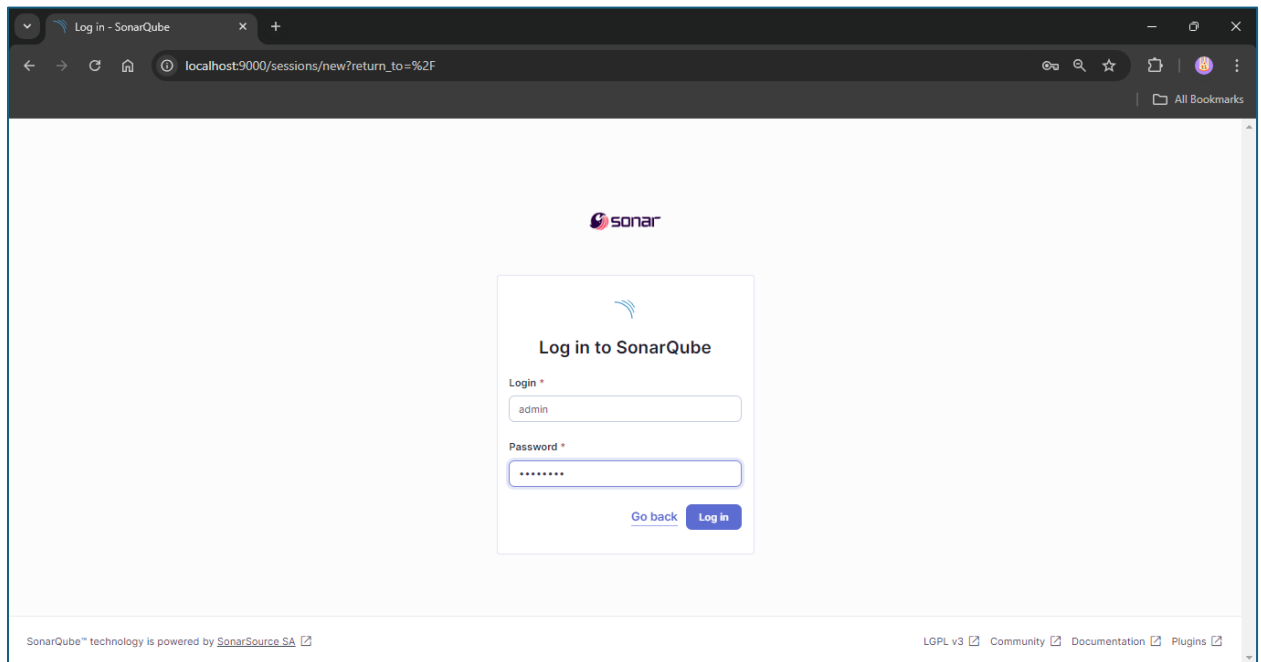 Log in - SonarQube
localhost:9000/sessions/new?return_to=%2F
All Bookmarks
sonar
Log in to SonarQube
Login *
admin
Password *
••••••••
Go back Log in
SonarQube™ technology is powered by SonarSource SA LGPL v3 Community Documentation Plugins